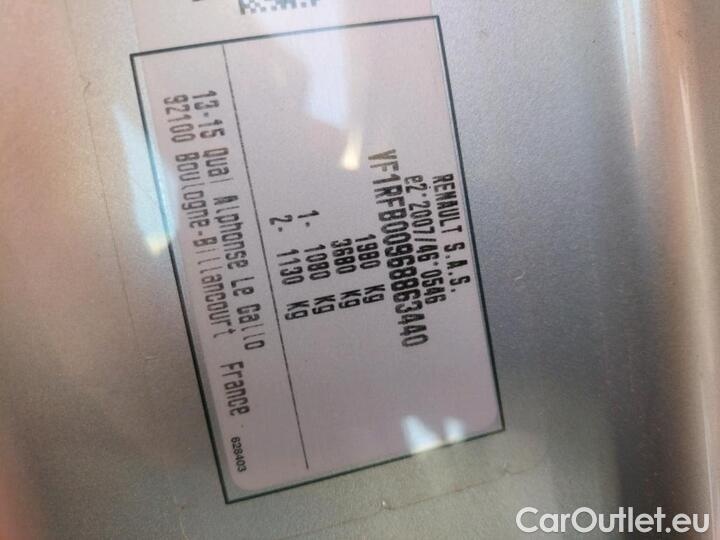 RENAULT S.A.S.
e2*2007/46*0546
VF1RFB00968863440
1980 Kg
3680 Kg
1- 1080 Kg
2- 1130 Kg
13-15 Quai Alphonse Le Gallo
92100 Boulogne-Billancourt France
628403
CarOutlet.eu